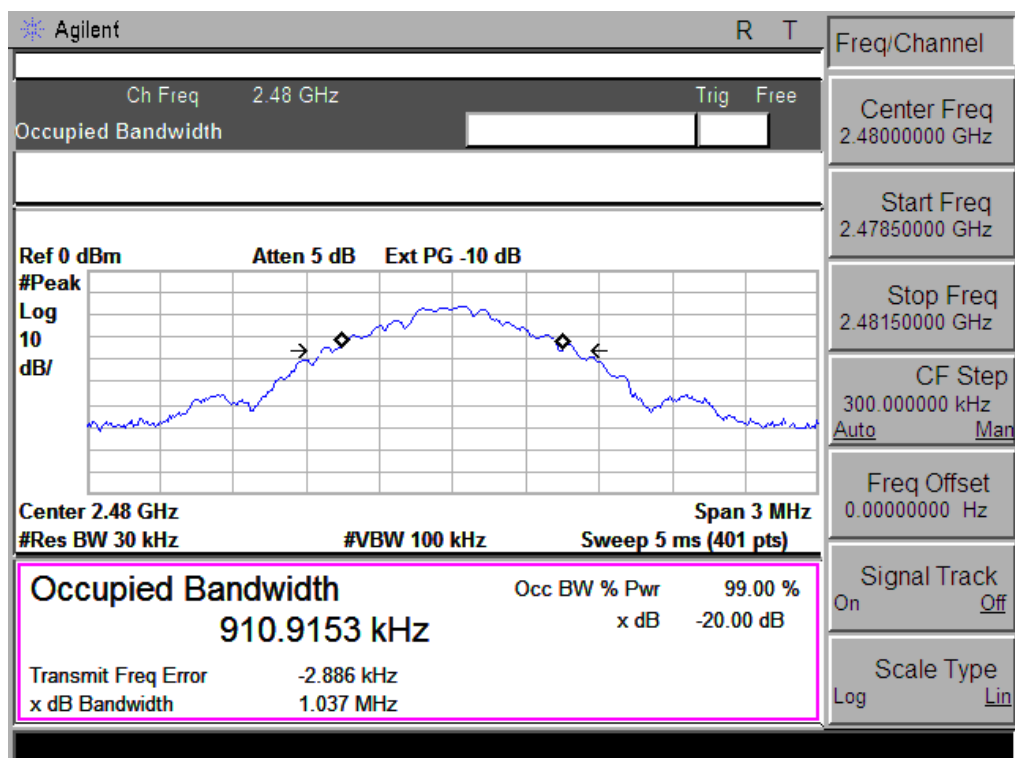 Agilent R T
Ch Freq 2.48 GHz Trig Free
Occupied Bandwidth
Ref 0 dBm Atten 5 dB Ext PG -10 dB
#Peak
Log
10
dB/
Center 2.48 GHz Span 3 MHz
#Res BW 30 kHz #VBW 100 kHz Sweep 5 ms (401 pts)
Occupied Bandwidth Occ BW % Pwr 99.00 %
910.9153 kHz x dB -20.00 dB
Transmit Freq Error -2.886 kHz
x dB Bandwidth 1.037 MHz
Freq/Channel
Center Freq
2.48000000 GHz
Start Freq
2.47850000 GHz
Stop Freq
2.48150000 GHz
CF Step
300.000000 kHz
Auto Man
Freq Offset
0.00000000 Hz
Signal Track
On Off
Scale Type
Log Lin